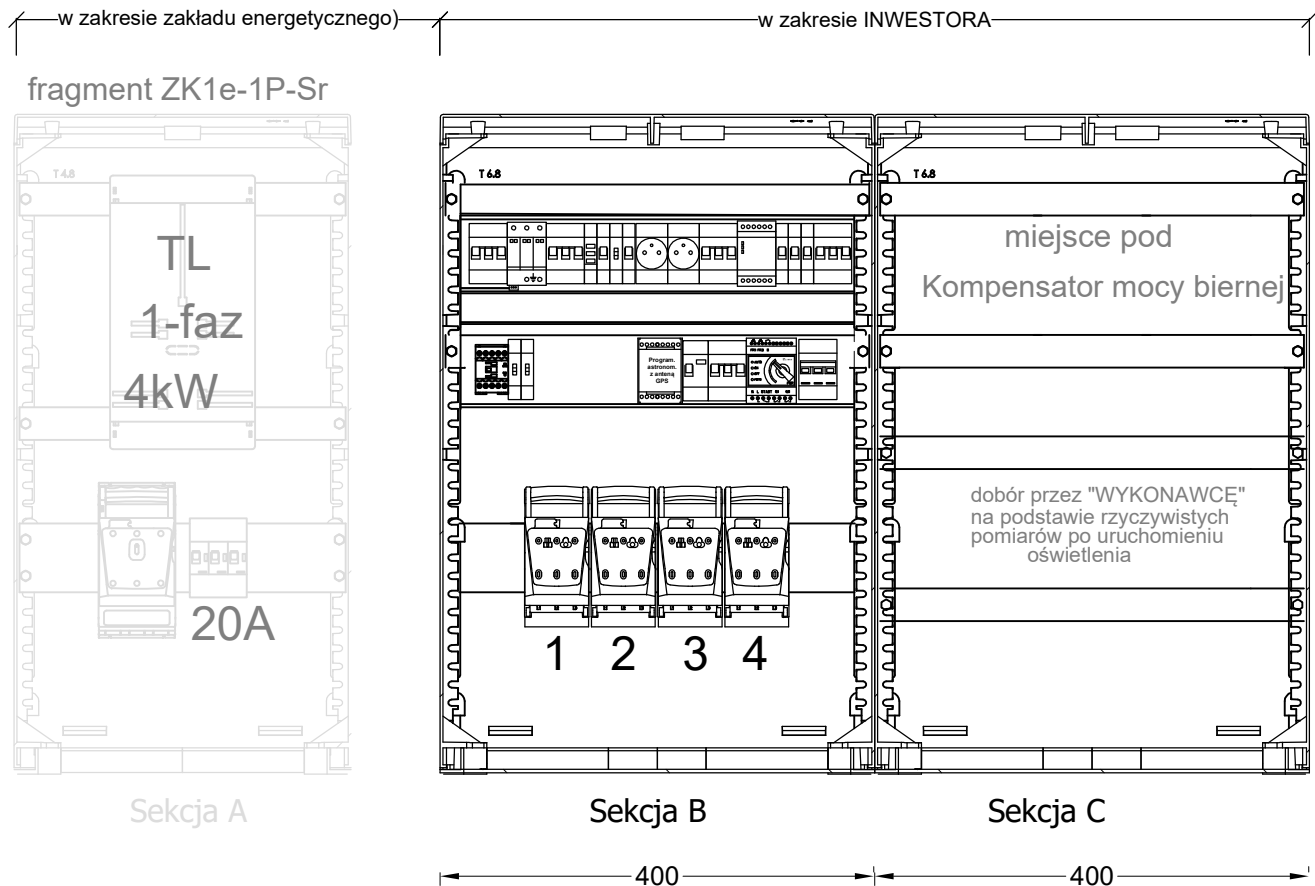 w zakresie zakładu energetycznego)
w zakresie INWESTORA
fragment ZK1e-1P-Sr
T 4.8
T 6.8
T 6.8
TL
1-faz
4kW
20A
Program.
astronom.
z anteną
GPS
1 2 3 4
miejsce pod
Kompensator mocy biernej
dobór przez "WYKONAWCĘ"
na podstawie rzyczywistych
pomiarów po uruchomieniu
oświetlenia
Sekcja A
Sekcja B
Sekcja C
400
400